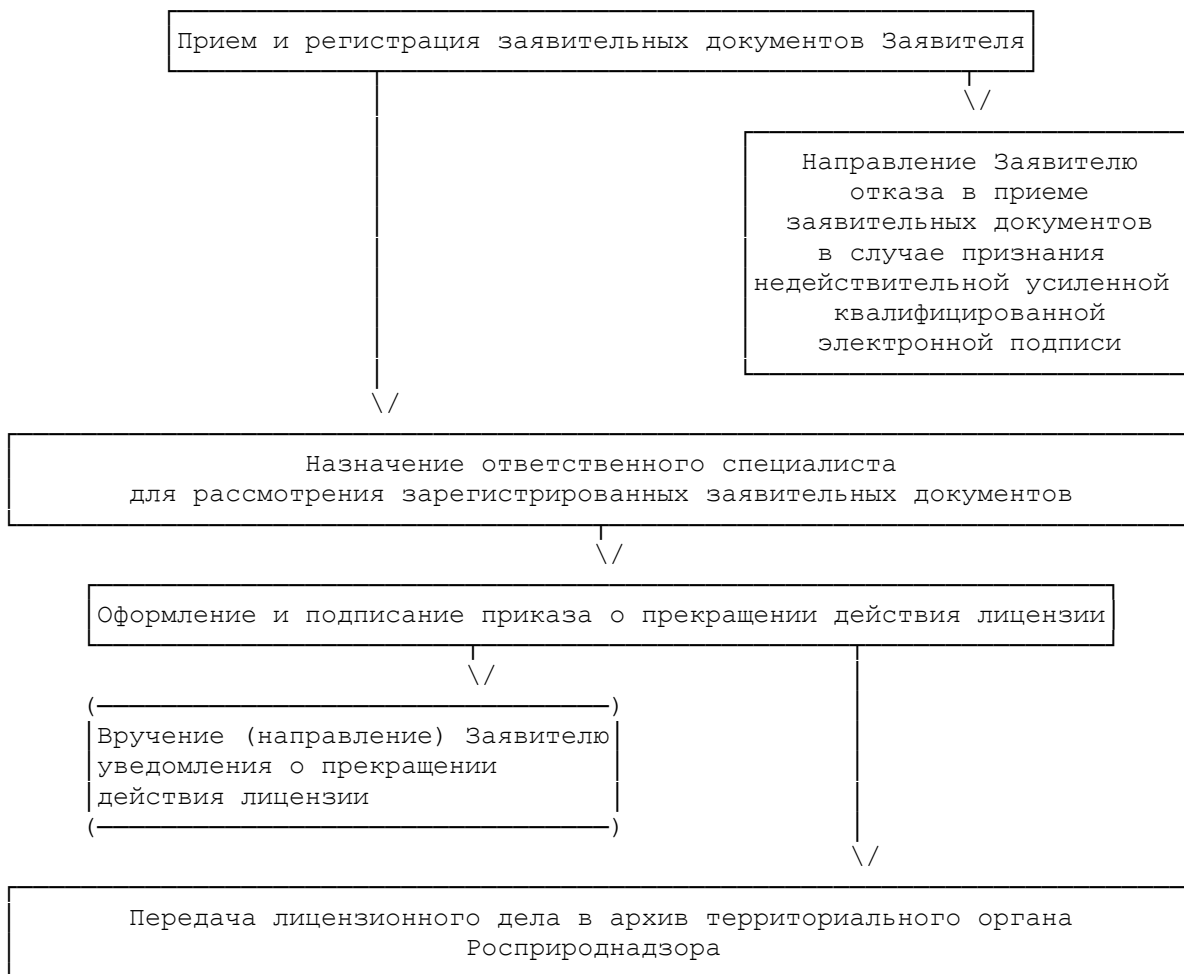 Прием и регистрация заявительных документов Заявителя
Направление Заявителю
отказа в приеме
заявительных документов
в случае признания
недействительной усиленной
квалифицированной
электронной подписи
Назначение ответственного специалиста
для рассмотрения зарегистрированных заявительных документов
Оформление и подписание приказа о прекращении действия лицензии
Вручение (направление) Заявителю
уведомления о прекращении
действия лицензии
Передача лицензионного дела в архив территориального органа
Росприроднадзора